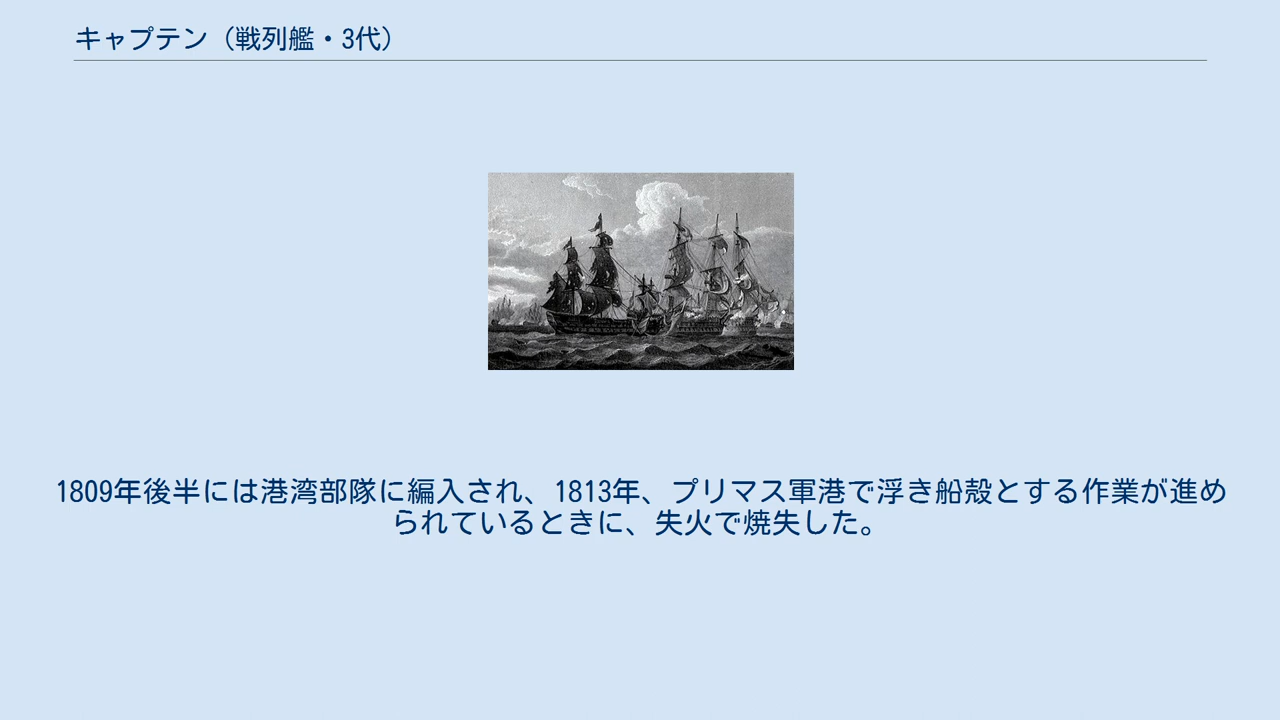 キャプテン（戦列艦・3代）
1809年後半には港湾部隊に編入され、1813年、プリマス軍港で浮き船殻とする作業が進め
られているときに、失火で焼失した。